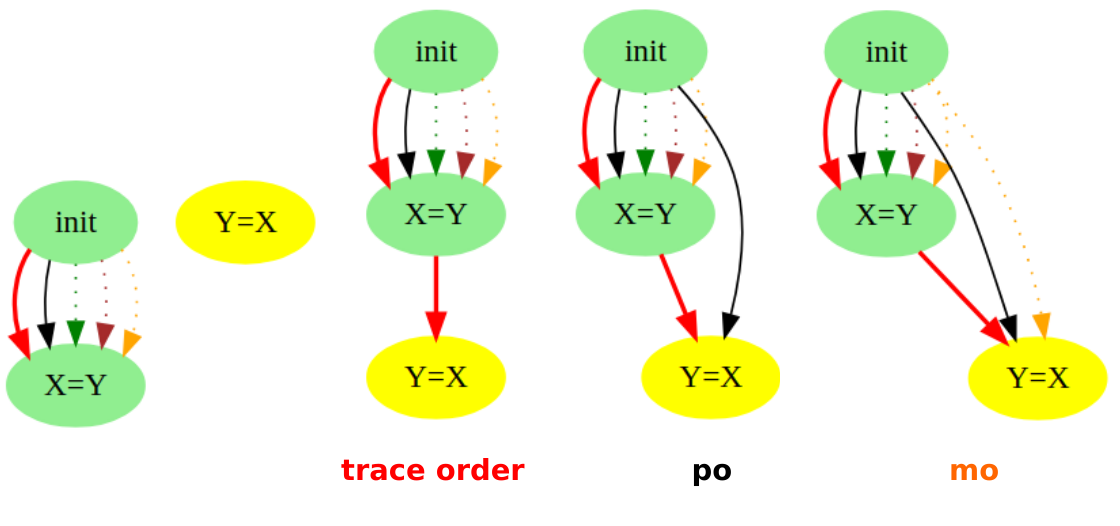 init
X=Y
Y=X
init
X=Y
Y=X
trace order
init
X=Y
Y=X
po
init
X=Y
Y=X
mo